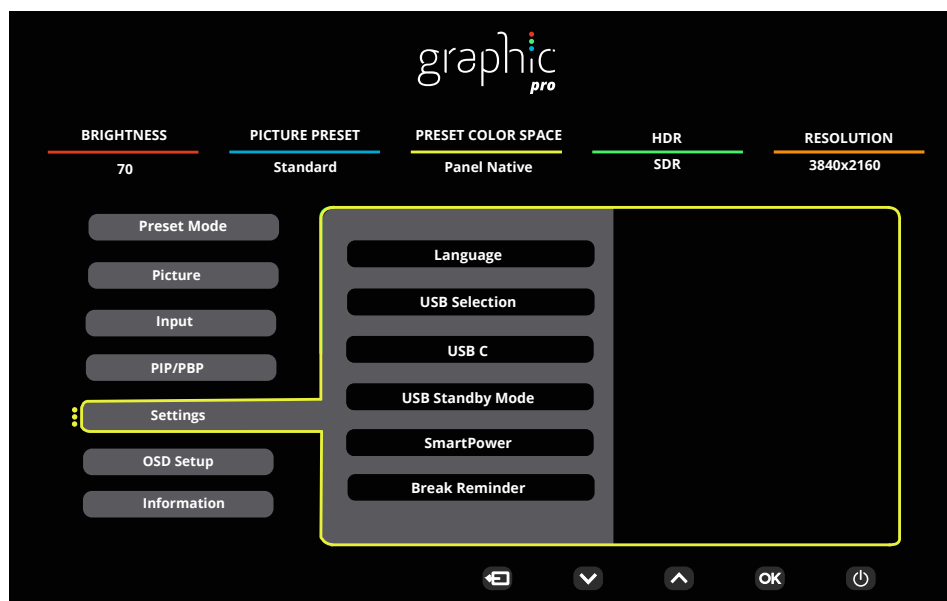 graphic
pro
BRIGHTNESS PICTURE PRESET PRESET COLOR SPACE HDR RESOLUTION
70 Standard Panel Native SDR 3840x2160
Preset Mode
Picture
Input
PIP/PBP
Settings
OSD Setup
Information
Language
USB Selection
USB C
USB Standby Mode
SmartPower
Break Reminder
OK